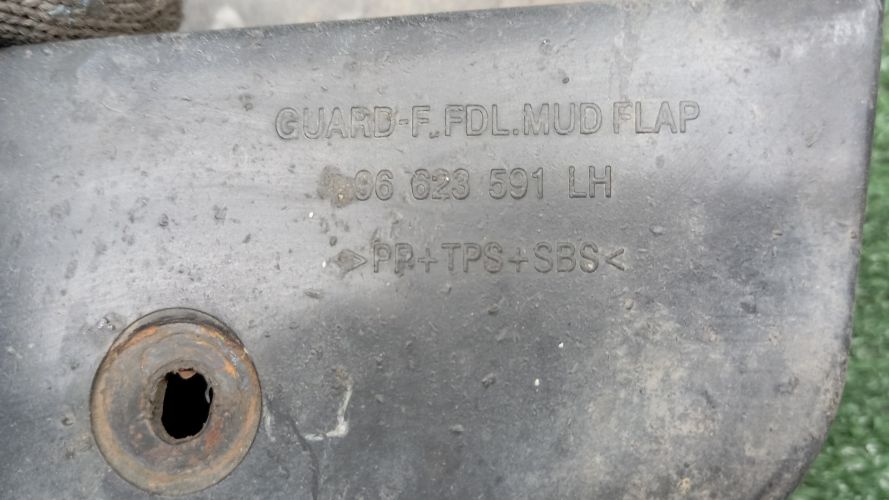 GUARD-F.FDL.MUD FLAP
96 623 591 LH
>PP+TPS+SBS<